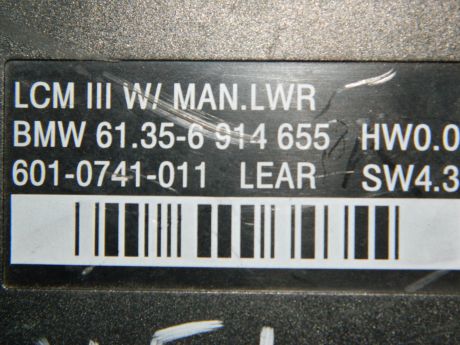 LCM III W/ MAN.LWR
BMW 61.35-6 914 655 HW0.0
601-0741-011 LEAR SW4.3